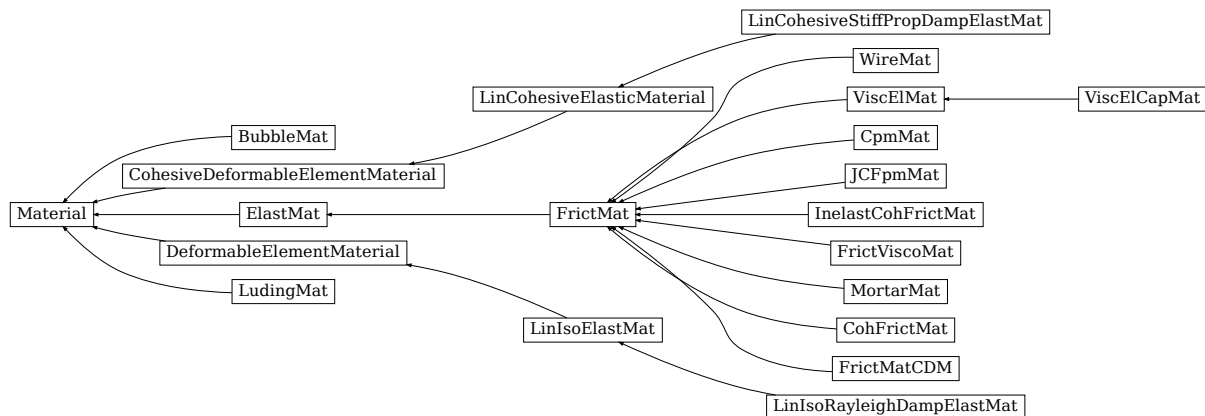 LinCohesiveStiffPropDampElastMat
WireMat
LinCohesiveElasticMaterial
ViscElMat
ViscElCapMat
BubbleMat
CpmMat
CohesiveDeformableElementMaterial
JCFpmMat
Material
ElastMat
FrictMat
InelastCohFrictMat
DeformableElementMaterial
FrictViscoMat
LudingMat
MortarMat
LinIsoElastMat
CohFrictMat
FrictMatCDM
LinIsoRayleighDampElastMat